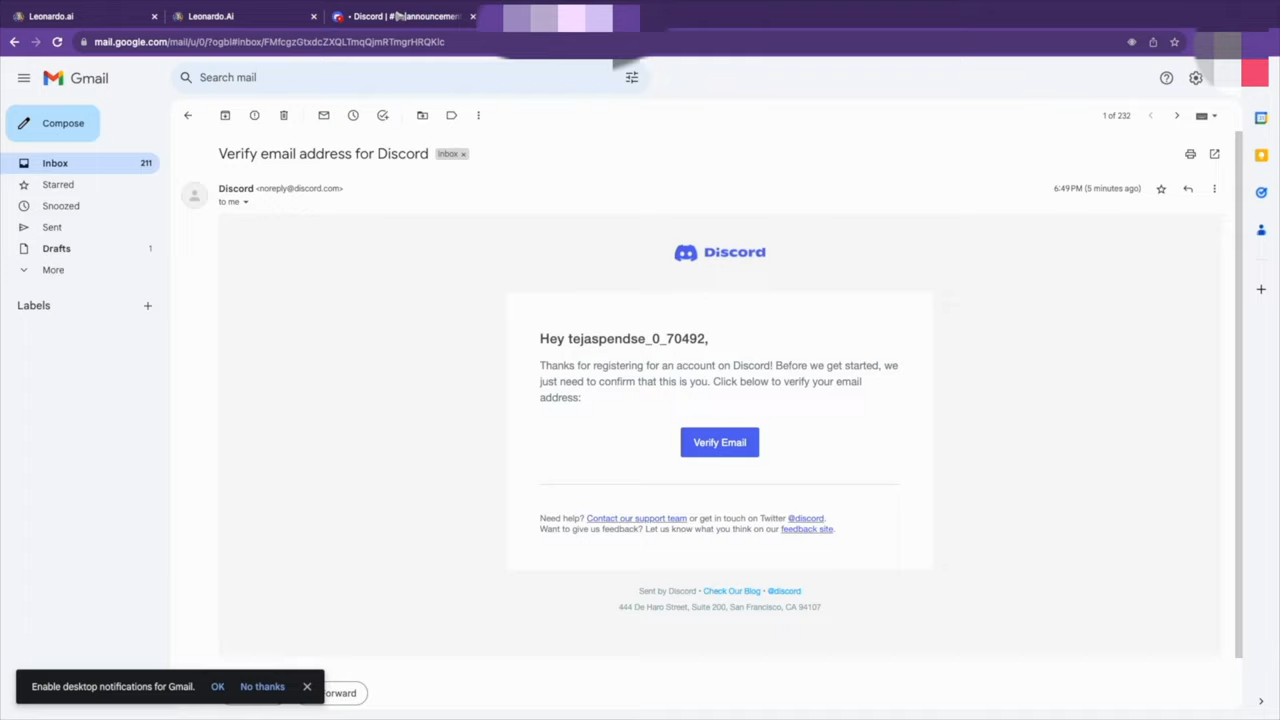 Leonardo.ai
Leonardo.Ai
mail.google.com/mail/u/0/?ogbl#inbox/FMfcgzGtxdcZXQLTmqQjmRTmgrHRQKlc
Gmail
Search mail
Compose
1 of 232
Inbox 211
Starred
Snoozed
Sent
Drafts 1
More
Labels
Verify email address for Discord Inbox x
Discord <noreply@discord.com> 6:49 PM (5 minutes ago)
to me
Discord
Hey tejaspendse_0_70492,
Thanks for registering for an account on Discord! Before we get started, we
just need to confirm that this is you. Click below to verify your email
address:
Verify Email
Need help? Contact our support team or get in touch on Twitter @discord.
Want to give us feedback? Let us know what you think on our feedback site.
Sent by Discord • Check Our Blog • @discord
444 De Haro Street, Suite 200, San Francisco, CA 94107
Enable desktop notifications for Gmail. OK No thanks